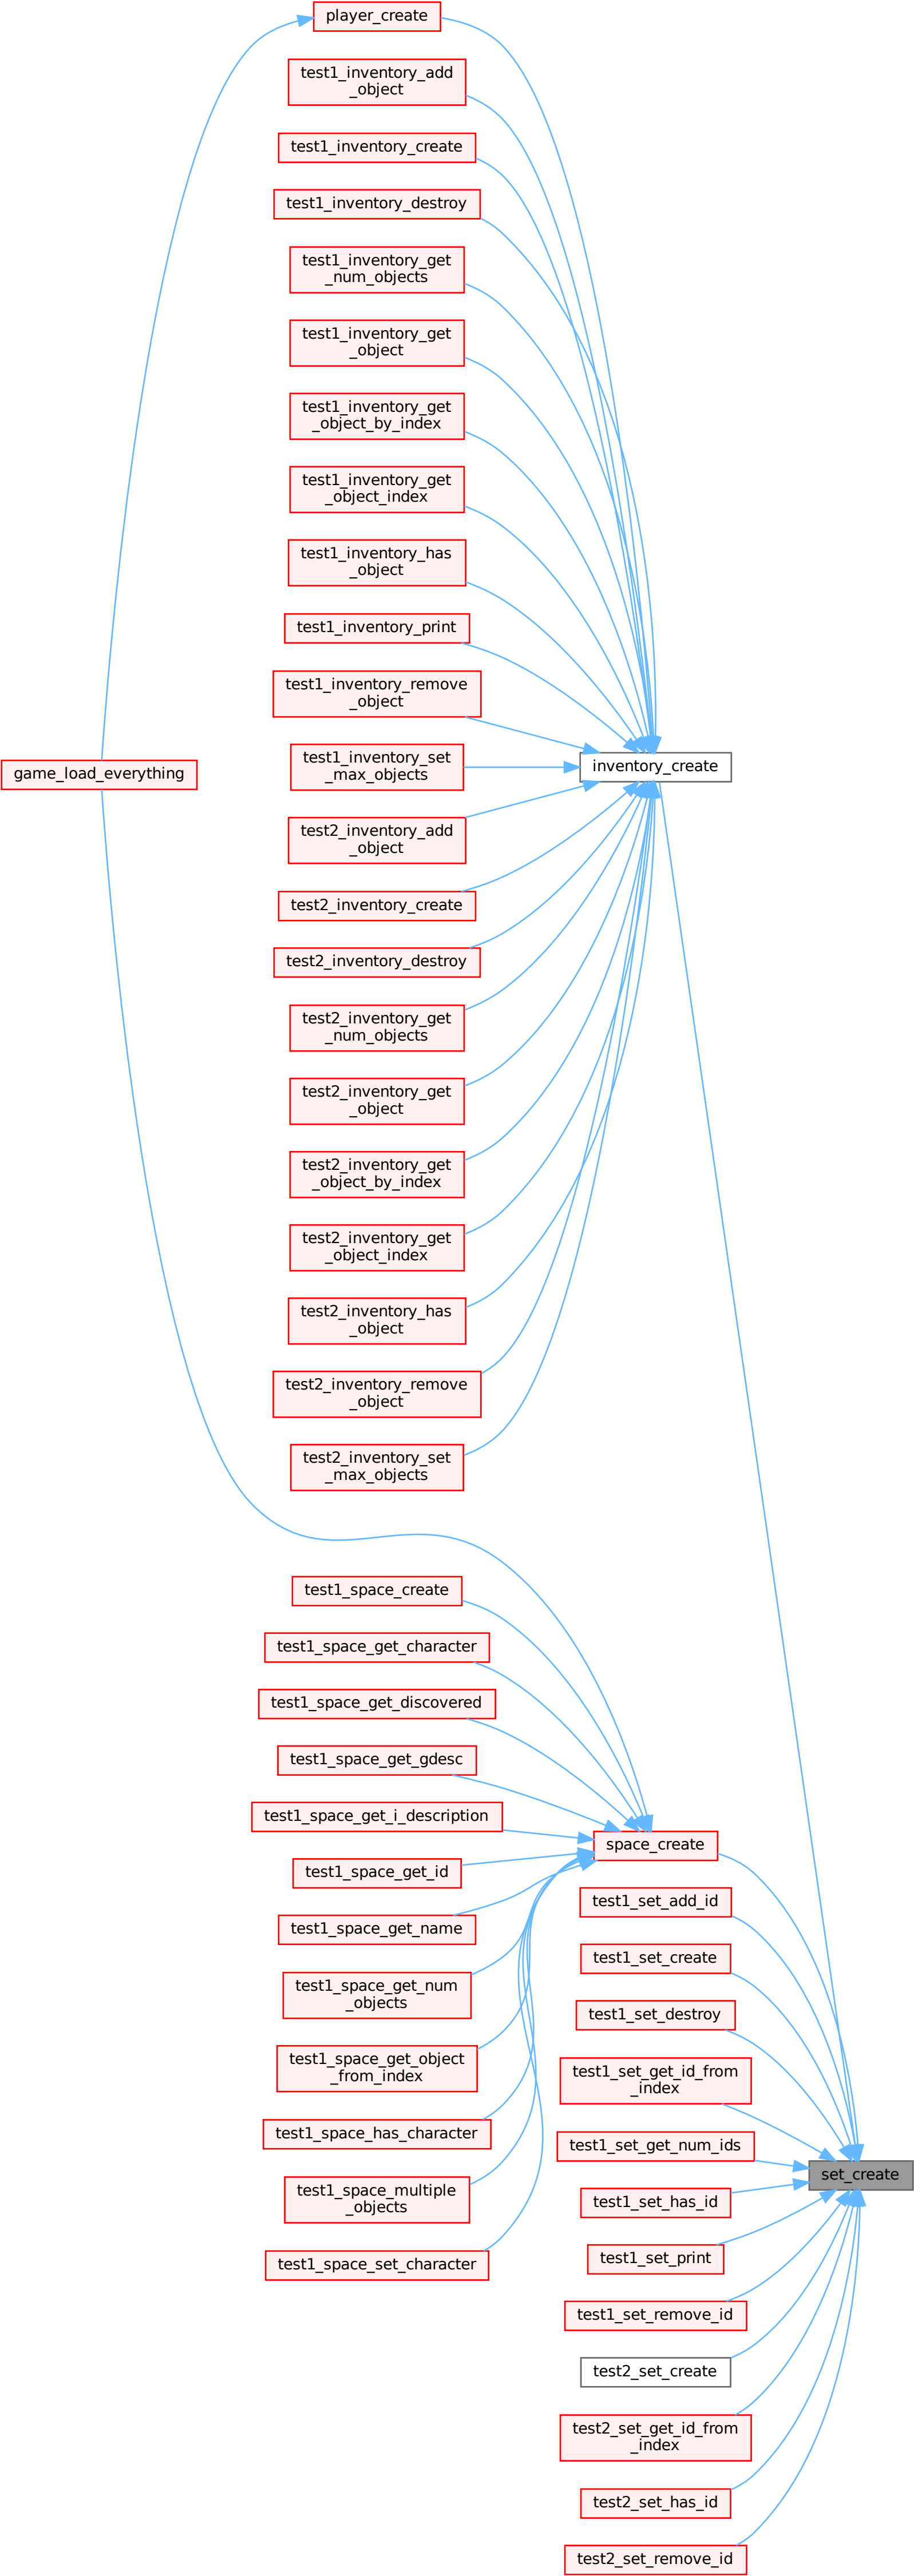 player_create
test1_inventory_add
_object
test1_inventory_create
test1_inventory_destroy
test1_inventory_get
_num_objects
test1_inventory_get
_object
test1_inventory_get
_object_by_index
test1_inventory_get
_object_index
test1_inventory_has
_object
test1_inventory_print
test1_inventory_remove
_object
test1_inventory_set
_max_objects
game_load_everything
inventory_create
test2_inventory_add
_object
test2_inventory_create
test2_inventory_destroy
test2_inventory_get
_num_objects
test2_inventory_get
_object
test2_inventory_get
_object_by_index
test2_inventory_get
_object_index
test2_inventory_has
_object
test2_inventory_remove
_object
test2_inventory_set
_max_objects
test1_space_create
test1_space_get_character
test1_space_get_discovered
test1_space_get_gdesc
test1_space_get_i_description
test1_space_get_id
test1_space_get_name
test1_space_get_num
_objects
test1_space_get_object
_from_index
test1_space_has_character
test1_space_multiple
_objects
test1_space_set_character
space_create
test1_set_add_id
test1_set_create
test1_set_destroy
test1_set_get_id_from
_index
test1_set_get_num_ids
set_create
test1_set_has_id
test1_set_print
test1_set_remove_id
test2_set_create
test2_set_get_id_from
_index
test2_set_has_id
test2_set_remove_id